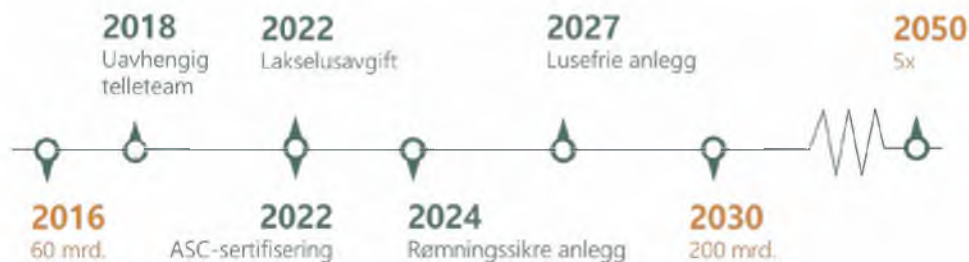 2018
Uavhengig
telleteam
2022
Lakselusavgift
2027
Lusefrie anlegg
2050
5x
2016
60 mrd.
2022
ASC-sertifisering
2024
Rømningssikre anlegg
2030
200 mrd.